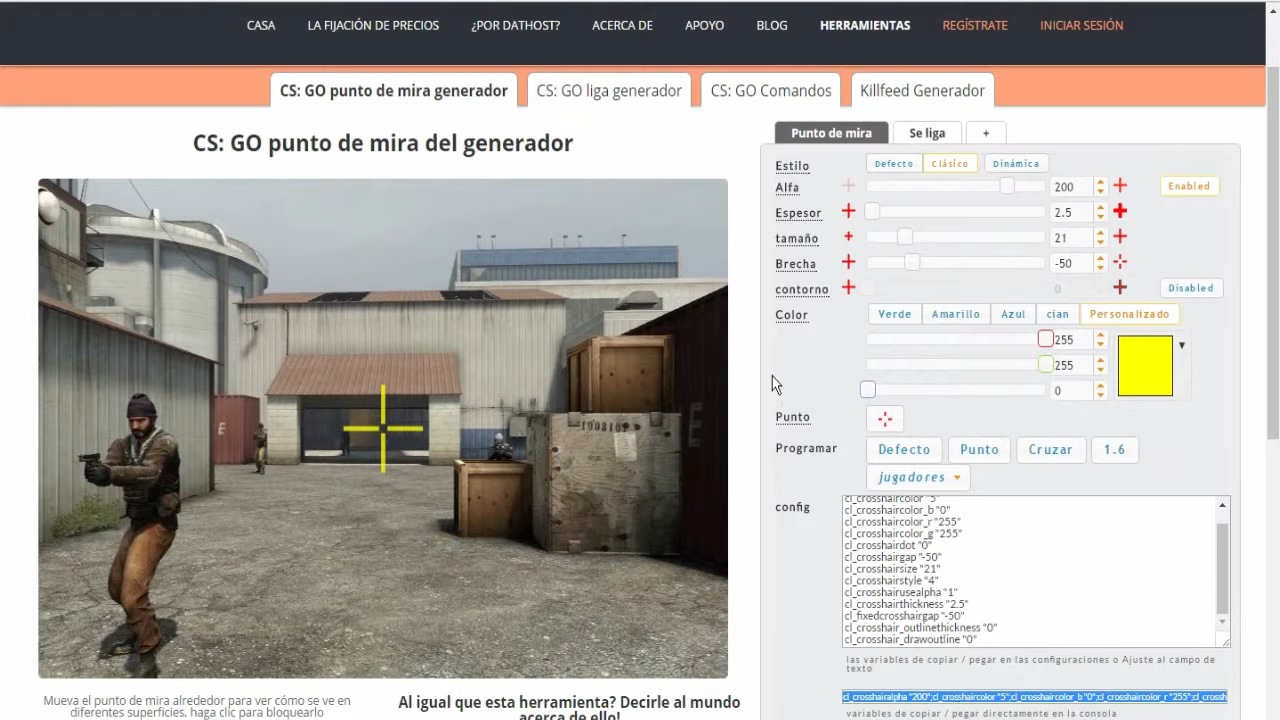 CASA LA FIJACIÓN DE PRECIOS ¿POR DATHOST? ACERCA DE APOYO BLOG HERRAMIENTAS REGÍSTRATE INICIAR SESIÓN
CS: GO punto de mira generador CS: GO liga generador CS: GO Comandos Killfeed Generador
CS: GO punto de mira del generador
Punto de mira Se liga +
Estilo Defecto Clásico Dinámica
Alfa 200 Enabled
Espesor 2.5
tamaño 21
Brecha -50
contorno 0 Disabled
Color Verde Amarillo Azul cian Personalizado
255
255
0
Punto
Programar Defecto Punto Cruzar 1.6
jugadores
config
cl_crosshaircolor "5"
cl_crosshaircolor_b "0"
cl_crosshaircolor_r "255"
cl_crosshaircolor_g "255"
cl_crosshairdot "0"
cl_crosshairgap "-50"
cl_crosshairsize "21"
cl_crosshairstyle "4"
cl_crosshairusealpha "1"
cl_crosshairthickness "2.5"
cl_fixedcrosshairgap "-50"
cl_crosshair_outlinethickness "0"
cl_crosshair_drawoutline "0"
las variables de copiar / pegar en las configuraciones o Ajuste al campo de
texto
cl_crosshairalpha "200";cl_crosshaircolor "5";cl_crosshaircolor_b "0";cl_crosshaircolor_r "255";cl_crossh
variables de copiar / pegar directamente en la consola
Mueva el punto de mira alrededor para ver cómo se ve en
diferentes superficies, haga clic para bloquearlo
Al igual que esta herramienta? Decirle al mundo
acerca de ello!